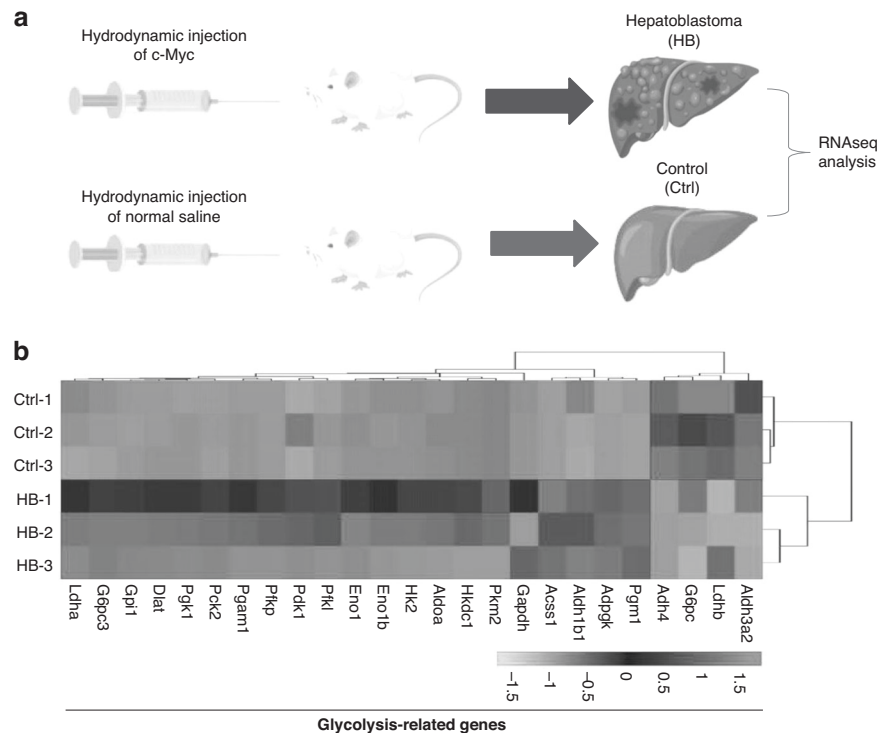 a
Hydrodynamic injection
of c-Myc
Hepatoblastoma
(HB)
RNAseq
analysis
Hydrodynamic injection
of normal saline
Control
(Ctrl)
b
Ctrl-1
Ctrl-2
Ctrl-3
HB-1
HB-2
HB-3
Ldha
G6pc3
Gpi1
Dlat
Pgk1
Pck2
Pgam1
Pfkp
Pdk1
Pfkl
Eno1
Eno1b
Hk2
Aldoa
Hkdc1
Pkm2
Gapdh
Acss1
Aldh1b1
Adpgk
Pgm1
Adh4
G6pc
Ldhb
Aldh3a2
−1.5
−1
−0.5
0
0.5
1
1.5
Glycolysis-related genes